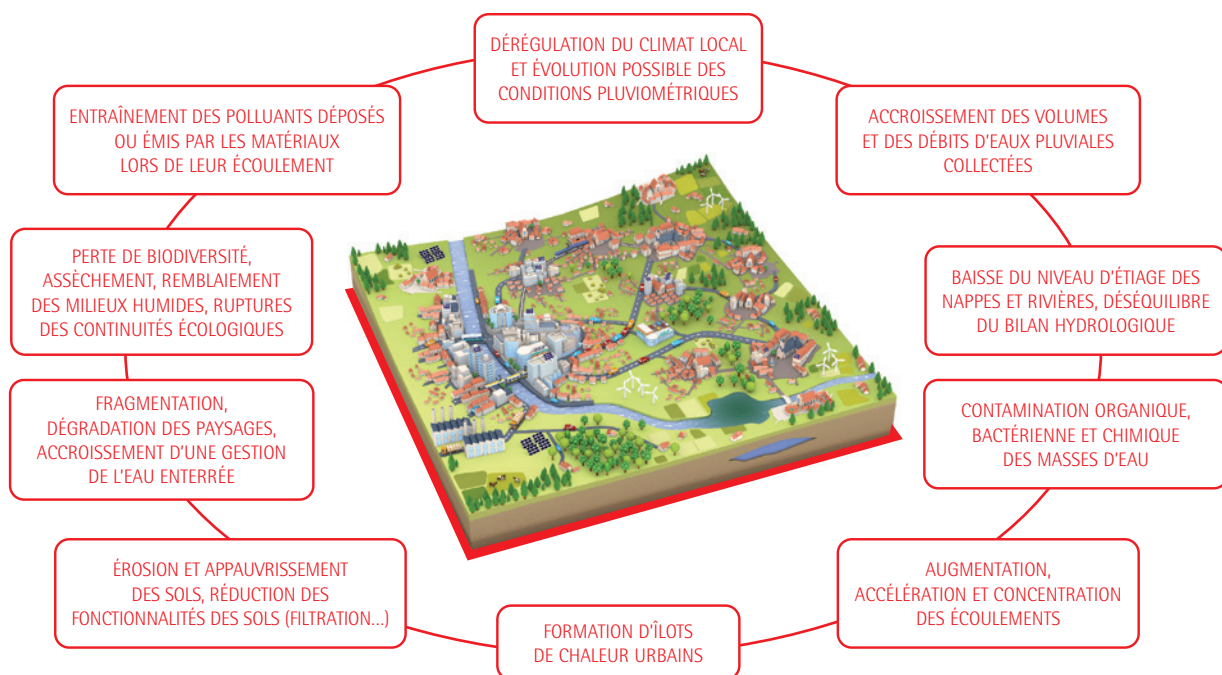 DÉRÉGULATION DU CLIMAT LOCAL
ET ÉVOLUTION POSSIBLE DES
CONDITIONS PLUVIOMÉTRIQUES
ACCROISSEMENT DES VOLUMES
ET DES DÉBITS D'EAUX PLUVIALES
COLLECTÉES
BAISSE DU NIVEAU D'ÉTIAGE DES
NAPPES ET RIVIÈRES, DÉSÉQUILIBRE
DU BILAN HYDROLOGIQUE
CONTAMINATION ORGANIQUE,
BACTÉRIENNE ET CHIMIQUE
DES MASSES D'EAU
AUGMENTATION,
ACCÉLÉRATION ET CONCENTRATION
DES ÉCOULEMENTS
FORMATION D'ÎLOTS
DE CHALEUR URBAINS
ÉROSION ET APPAUVRISSEMENT
DES SOLS, RÉDUCTION DES
FONCTIONNALITÉS DES SOLS (FILTRATION...)
FRAGMENTATION,
DÉGRADATION DES PAYSAGES,
ACCROISSEMENT D'UNE GESTION
DE L'EAU ENTERRÉE
PERTE DE BIODIVERSITÉ,
ASSÈCHEMENT, REMBLAIEMENT
DES MILIEUX HUMIDES, RUPTURES
DES CONTINUITÉS ÉCOLOGIQUES
ENTRAÎNEMENT DES POLLUANTS DÉPOSÉS
OU ÉMIS PAR LES MATÉRIAUX
LORS DE LEUR ÉCOULEMENT